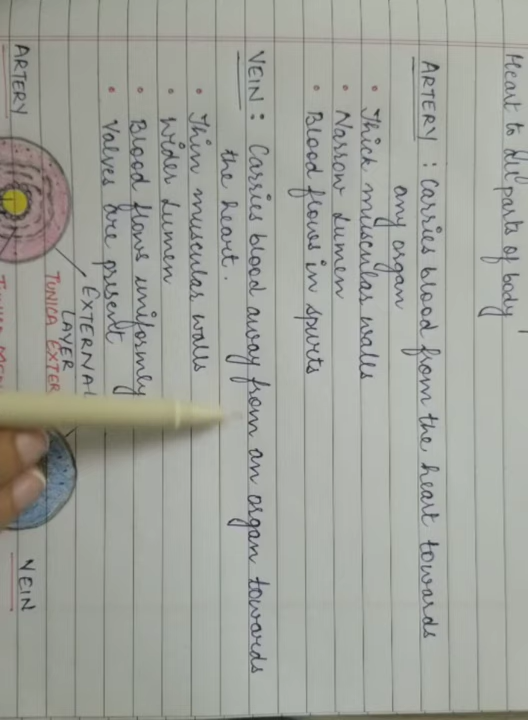 Heart to all parts of body
ARTERY : Carries blood from the heart towards
any organ
• Thick muscular walls
• Narrow Lumen
• Blood flows in spurts
VEIN : Carries blood away from an organ towards
the heart.
• Thin muscular walls
• Wider Lumen
• Blood flows uniformly
• Valves are present
EXTERNAL
LAYER
TUNICA EXTER
ARTERY
VEIN